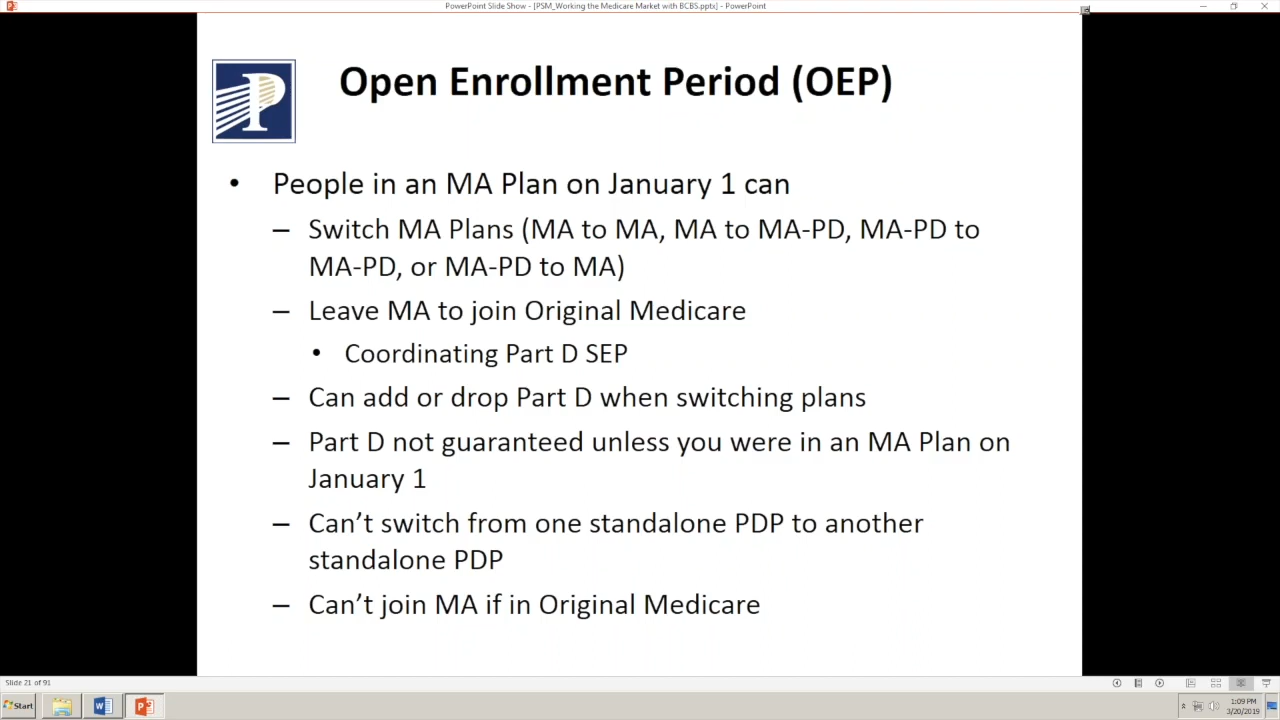 PowerPoint Slide Show - [PSM_Working the Medicare Market with BCBS.pptx] - PowerPoint
Open Enrollment Period (OEP)
• People in an MA Plan on January 1 can
– Switch MA Plans (MA to MA, MA to MA-PD, MA-PD to
MA-PD, or MA-PD to MA)
– Leave MA to join Original Medicare
• Coordinating Part D SEP
– Can add or drop Part D when switching plans
– Part D not guaranteed unless you were in an MA Plan on
January 1
– Can’t switch from one standalone PDP to another
standalone PDP
– Can’t join MA if in Original Medicare
Slide 21 of 91
Start
1:09 PM
3/20/2019